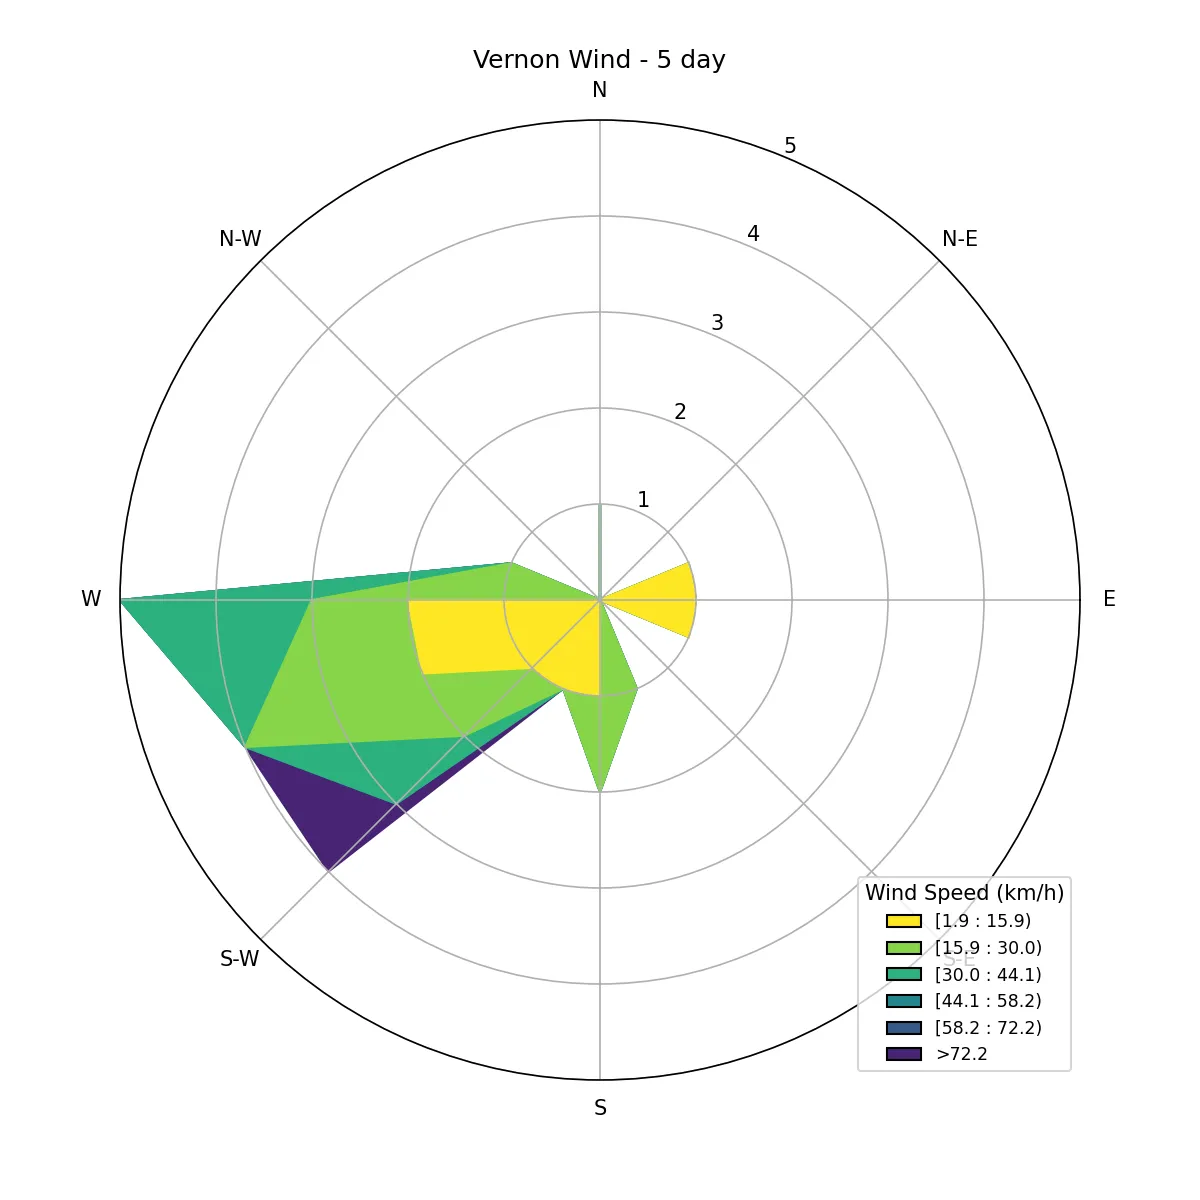 Vernon Wind - 5 day
N
5
N-W
4
N-E
3
2
1
W
E
Wind Speed (km/h)
[1.9 : 15.9)
[15.9 : 30.0)
S-W
S-E
[30.0 : 44.1)
[44.1 : 58.2)
[58.2 : 72.2)
>72.2
S